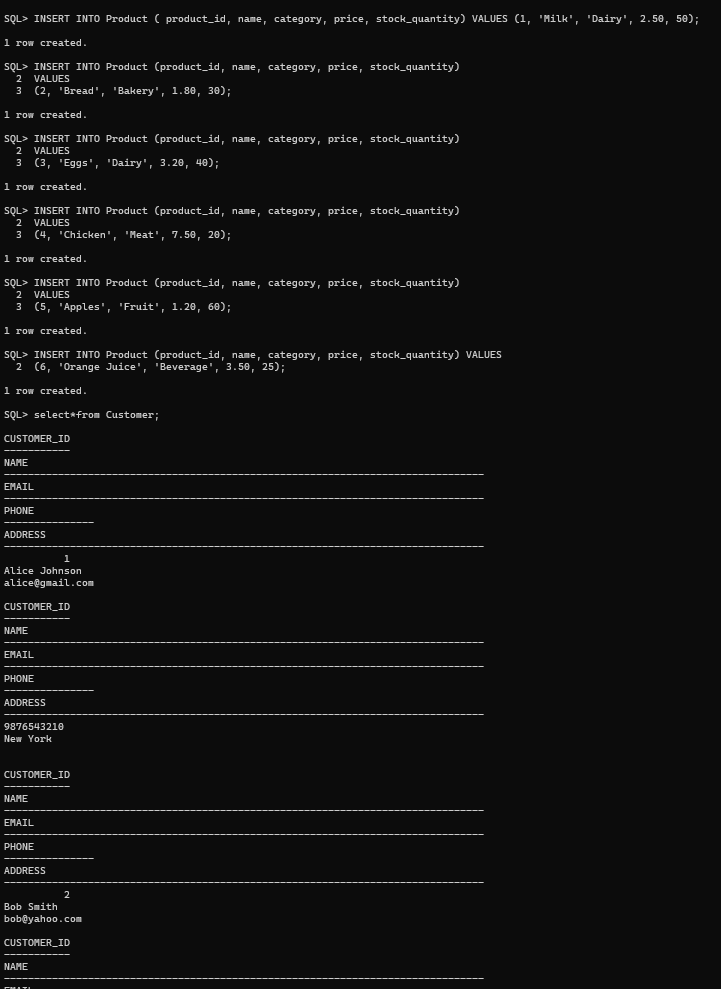 SQL> INSERT INTO Product ( product_id, name, category, price, stock_quantity) VALUES (1, 'Milk', 'Dairy', 2.50, 50);
1 row created.
SQL> INSERT INTO Product (product_id, name, category, price, stock_quantity)
2 VALUES
3 (2, 'Bread', 'Bakery', 1.80, 30);
1 row created.
SQL> INSERT INTO Product (product_id, name, category, price, stock_quantity)
2 VALUES
3 (3, 'Eggs', 'Dairy', 3.20, 40);
1 row created.
SQL> INSERT INTO Product (product_id, name, category, price, stock_quantity)
2 VALUES
3 (4, 'Chicken', 'Meat', 7.50, 20);
1 row created.
SQL> INSERT INTO Product (product_id, name, category, price, stock_quantity)
2 VALUES
3 (5, 'Apples', 'Fruit', 1.20, 60);
1 row created.
SQL> INSERT INTO Product (product_id, name, category, price, stock_quantity) VALUES
2 (6, 'Orange Juice', 'Beverage', 3.50, 25);
1 row created.
SQL> select*from Customer;
CUSTOMER_ID
-----------
NAME
--------------------------------------------------------------------------------
EMAIL
--------------------------------------------------------------------------------
PHONE
---------------
ADDRESS
--------------------------------------------------------------------------------
1
Alice Johnson
alice@gmail.com
CUSTOMER_ID
-----------
NAME
--------------------------------------------------------------------------------
EMAIL
--------------------------------------------------------------------------------
PHONE
---------------
ADDRESS
--------------------------------------------------------------------------------
9876543210
New York
CUSTOMER_ID
-----------
NAME
--------------------------------------------------------------------------------
EMAIL
--------------------------------------------------------------------------------
PHONE
---------------
ADDRESS
--------------------------------------------------------------------------------
2
Bob Smith
bob@yahoo.com
CUSTOMER_ID
-----------
NAME
--------------------------------------------------------------------------------